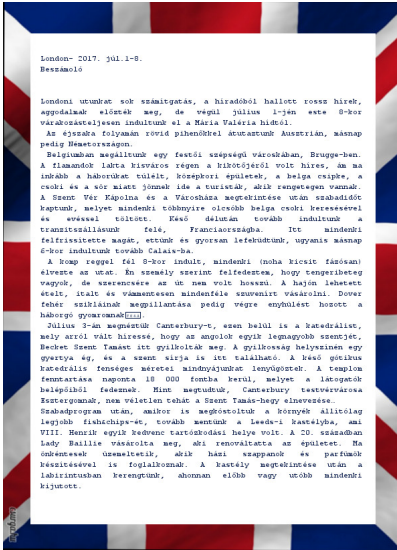 London- 2017. júl.1-8.
Beszámoló
Londoni utunkat sok számítgatás, a híradóból hallott rossz hírek,
aggodalmak előzték meg, de végül július 1-jén este 8-kor
várakozásteljesen indultunk el a Mária Valéria hídtól.
Az éjszaka folyamán rövid pihenőkkel átutaztunk Ausztrián, másnap
pedig Németországon.
Belgiumban megálltunk egy festői szépségű városkában, Brugge-ben.
A flamandok lakta kisváros régen a kikötőjéről volt híres, ám ma
inkább a háborúkat túlélt, középkori épületek, a belga csipke, a
csoki és a sör miatt jönnek ide a turisták, akik rengetegen vannak.
A Szent Vér Kápolna és a Városháza megtekintése után szabadidőt
kaptunk, melyet mindenki többnyire olcsóbb belga csoki keresésével
és evéssel töltött. Késő délután tovább indultunk a
tranzitszállásunk felé, Franciaországba. Itt mindenki
felfrissítette magát, ettünk és gyorsan lefeküdtünk, ugyanis másnap
6-kor indultunk tovább Calais-ba.
A komp reggel fél 8-kor indult, mindenki (noha kicsit fázósan)
élvezte az utat. Én személy szerint felfedeztem, hogy tengeribeteg
vagyok, de szerencsére az út nem volt hosszú. A hajón lehetett
ételt, italt és vámmentesen mindenféle szuvenírt vásárolni. Dover
fehér szikláinak megpillantása pedig végre enyhülést hozott a
háborgó gyomromnak.
Július 3-án megnéztük Canterbury-t, ezen belül is a katedrálist,
mely arról vált híressé, hogy az angolok egyik legnagyobb szentjét,
Becket Szent Tamást itt gyilkolták meg. A gyilkosság helyszínén egy
gyertya ég, és a szent sírja is itt található. A késő gótikus
katedrális fenséges méretei mindnyájunkat lenyűgöztek. A templom
fenntartása naponta 18 000 fontba kerül, melyet a látogatók
belépőiből fedeznek. Mint megtudtuk, Canterbury testvérvárosa
Esztergomnak, nem véletlen tehát a Szent Tamás-hegy elnevezése…
Szabadprogram után, amikor is megkóstoltuk a környék állítólag
legjobb fish&chips-ét, tovább mentünk a Leeds-i kastélyba, ami
VIII. Henrik egyik kedvenc tartózkodási helye volt. A 20. században
Lady Baillie vásárolta meg, aki renováltatta az épületet. Ma
önkéntesek üzemeltetik, akik házi szappanok és parfümök
készítésével is foglalkoznak. A kastély megtekintése után a
labirintusban kerengtünk, ahonnan előbb vagy utóbb mindenki
kijutott.